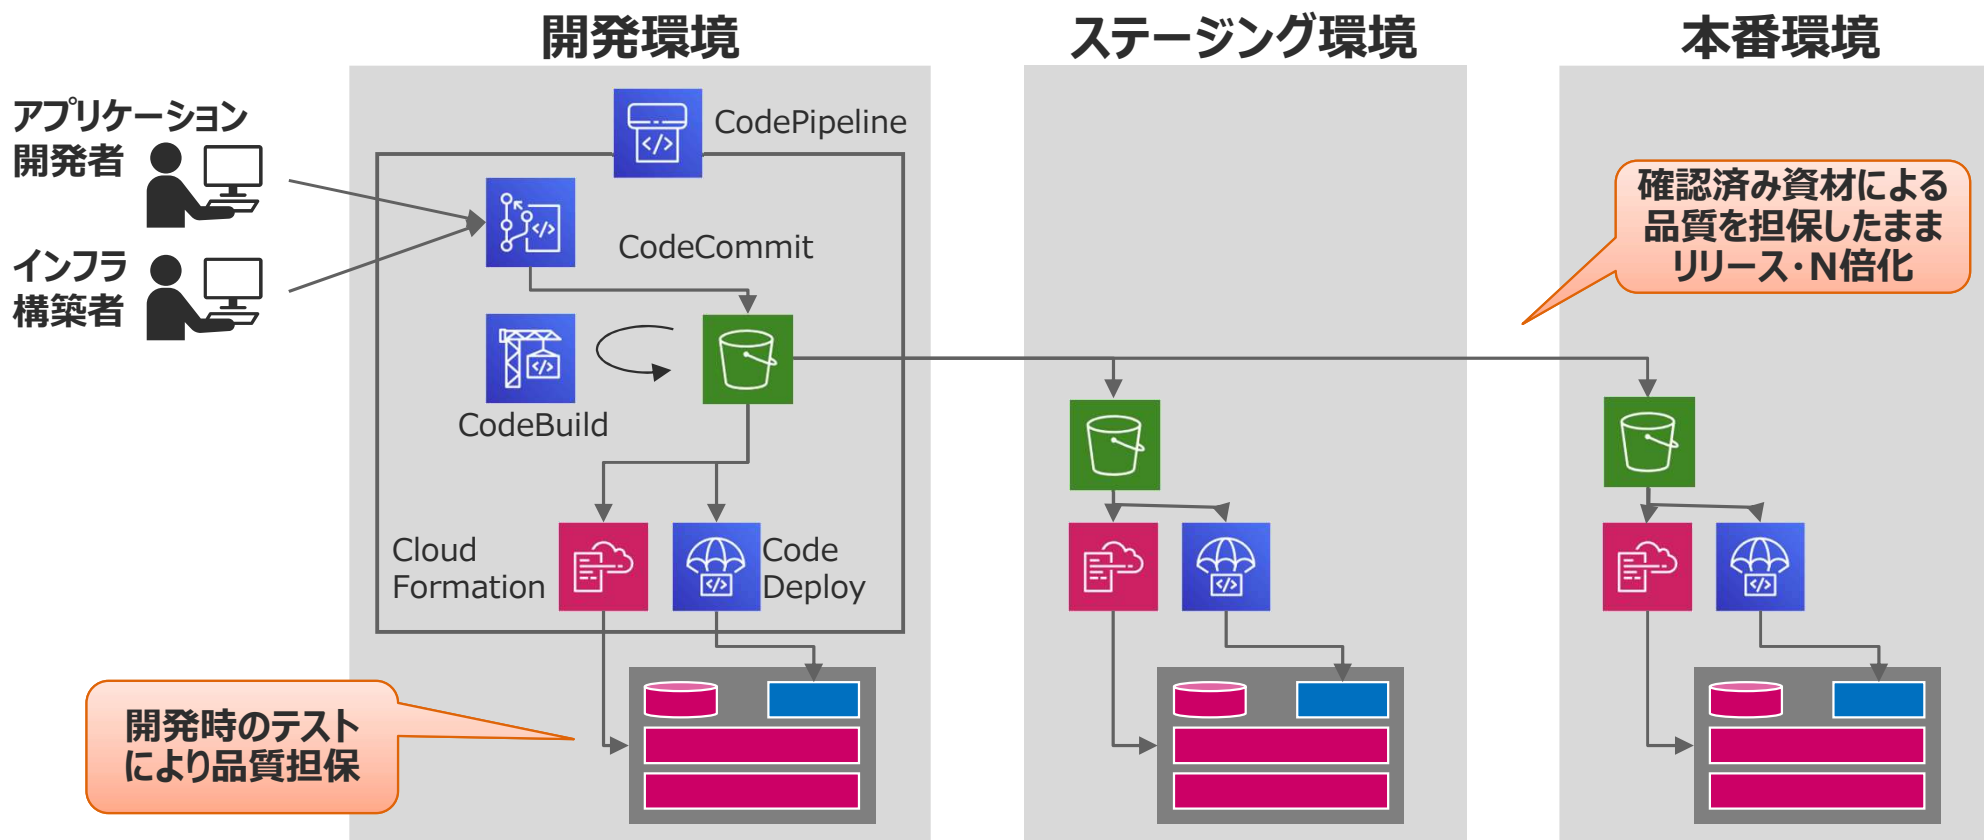 開発環境
ステージング環境
本番環境
アプリケーション
開発者
CodePipeline
確認済み資材による
品質を担保したまま
リリース・N倍化
CodeCommit
インフラ
構築者
CodeBuild
Cloud
Formation
Code
Deploy
開発時のテスト
により品質担保